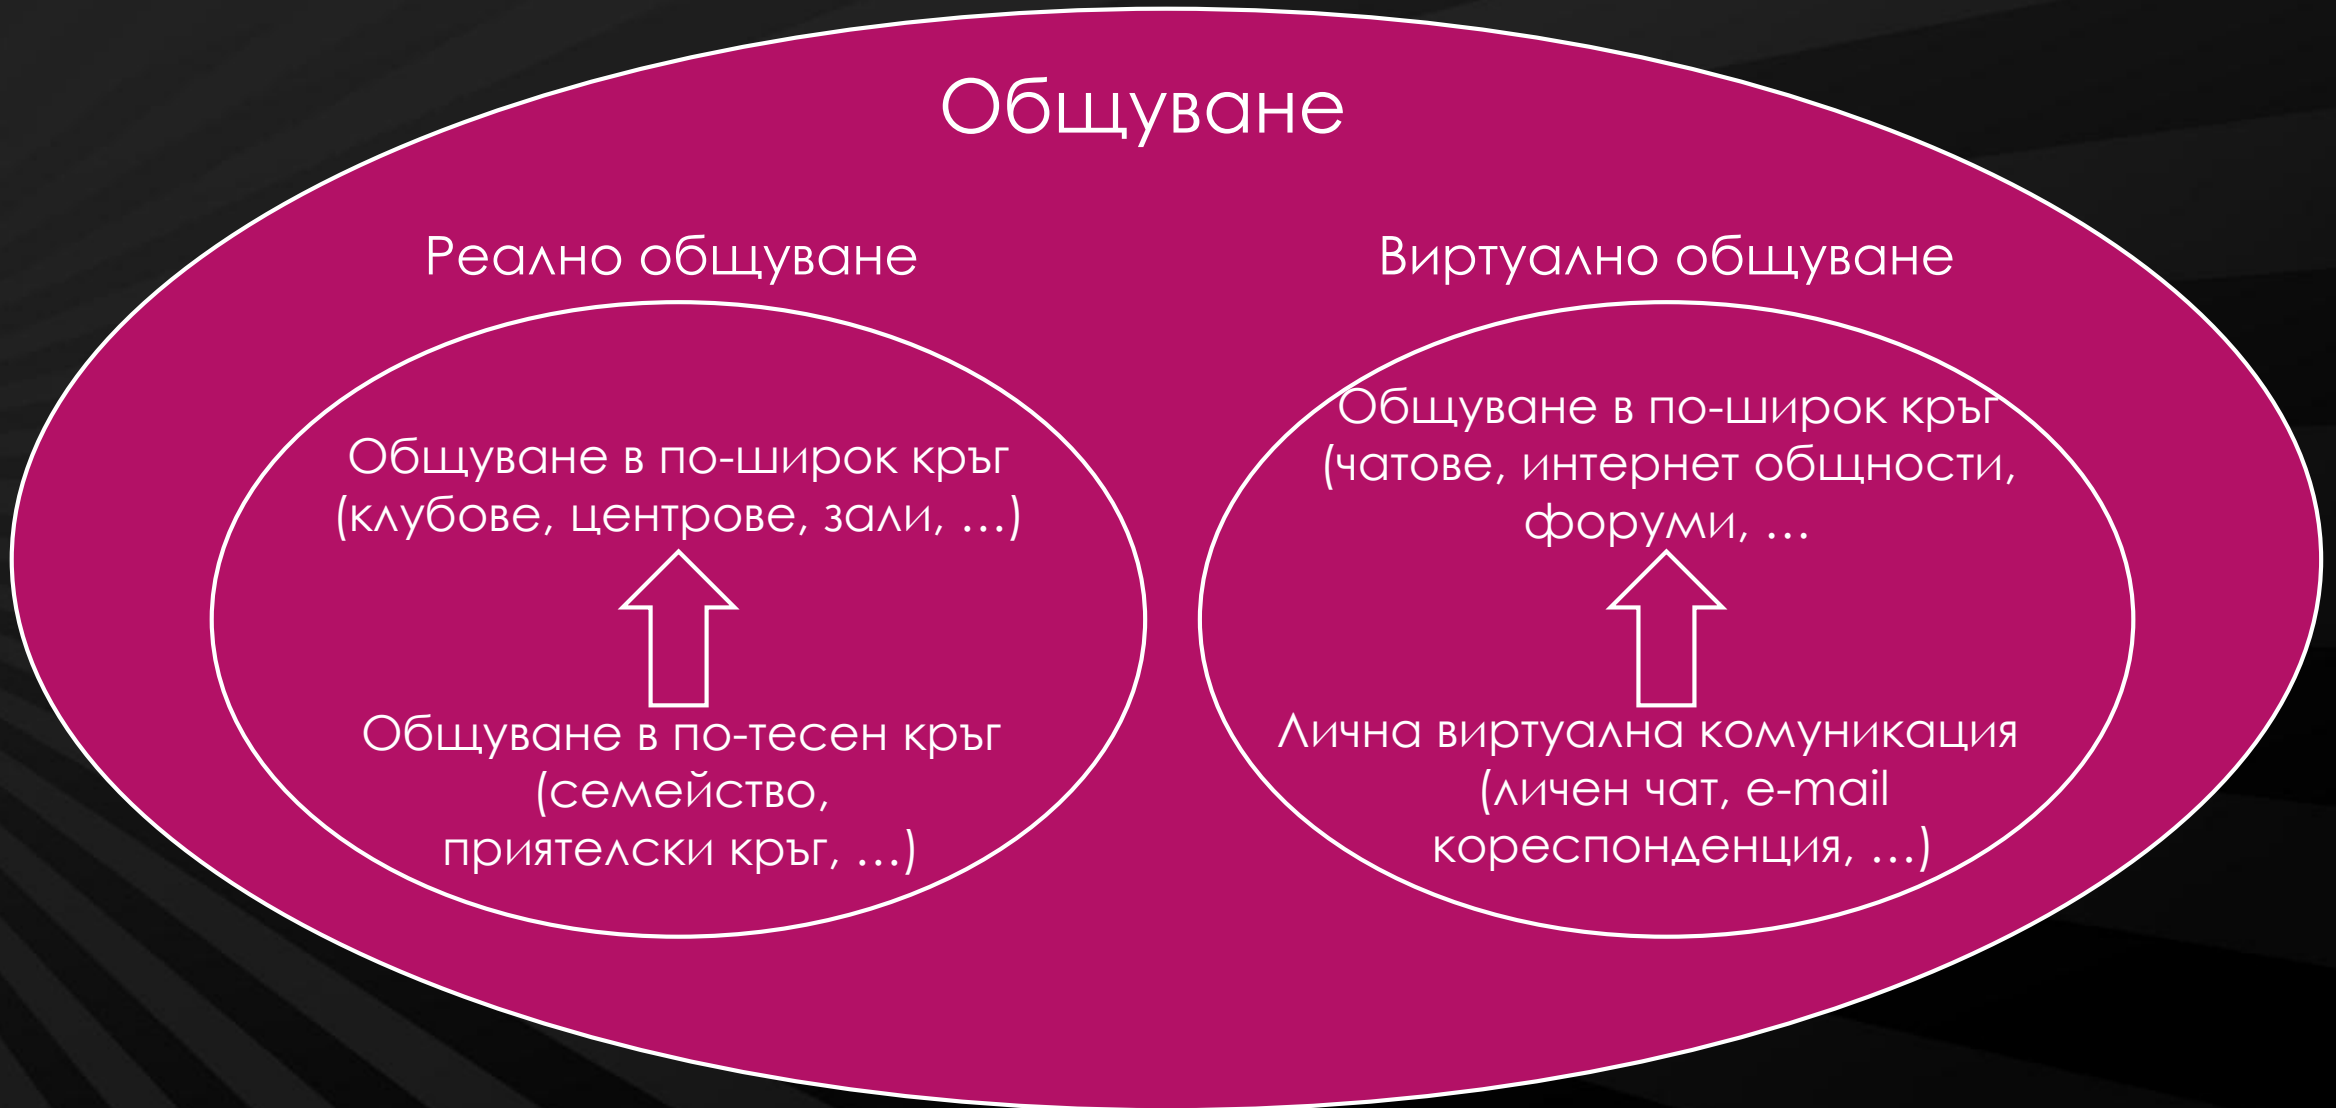 Общуване
Реално общуване
Общуване в по-широк кръг
(клубове, центрове, зали, ...)
Общуване в по-тесен кръг
(семейство,
приятелски кръг, ...)
Виртуално общуване
Общуване в по-широк кръг
(чатове, интернет общности,
форуми, ...
Лична виртуална комуникация
(личен чат, e-mail
кореспонденция, ...)